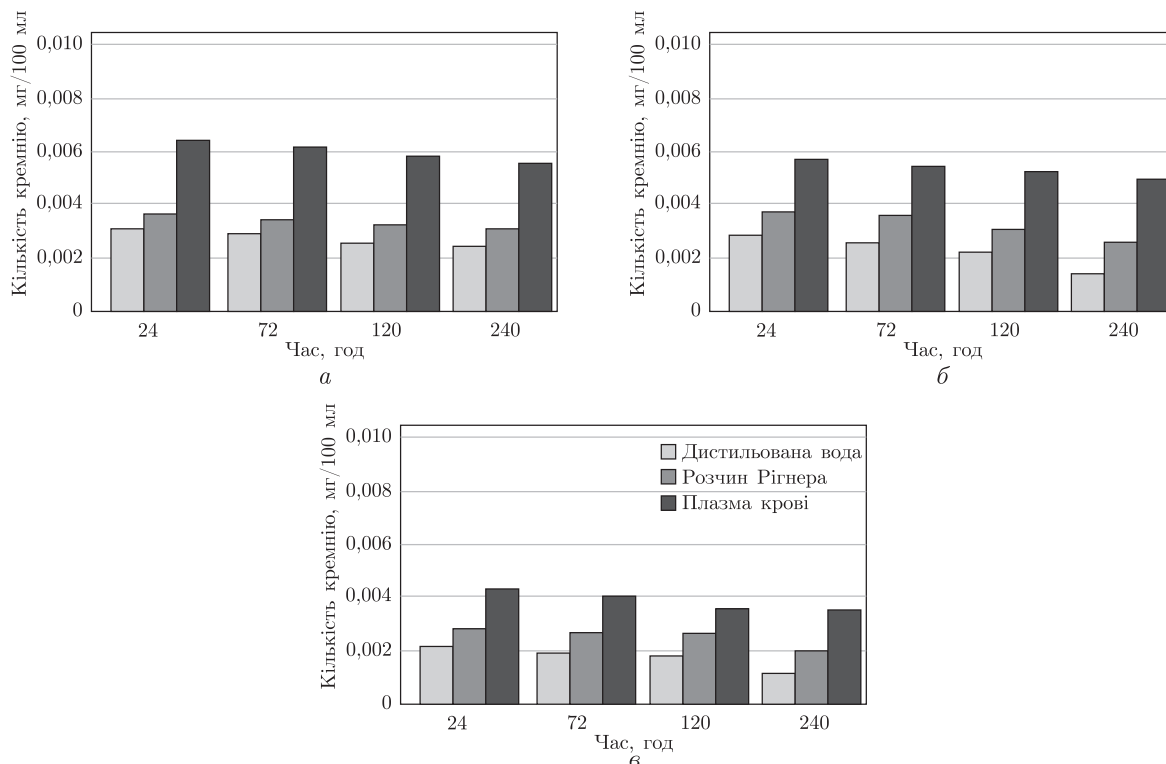 Кількість кремнію, мг/100 мл
0,010
0,008
0,006
0,004
0,002
0
24 72 120 240
Час, год
а
Кількість кремнію, мг/100 мл
0,010
0,008
0,006
0,004
0,002
0
24 72 120 240
Час, год
б
Кількість кремнію, мг/100 мл
0,010
0,008
0,006
0,004
0,002
0
Дистильована вода
Розчин Рігнера
Плазма крові
24 72 120 240
Час, год
в